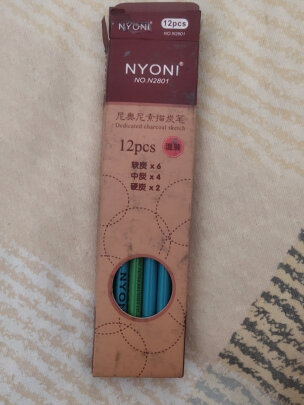 NYONI
12pcs
NO.N2801
NYONI
NO.N2801
尼奥尼素描炭笔
Dedicated charcoal sketch
12pcs
软炭 x 6
中炭 x 4
硬炭 x 2
NYONI